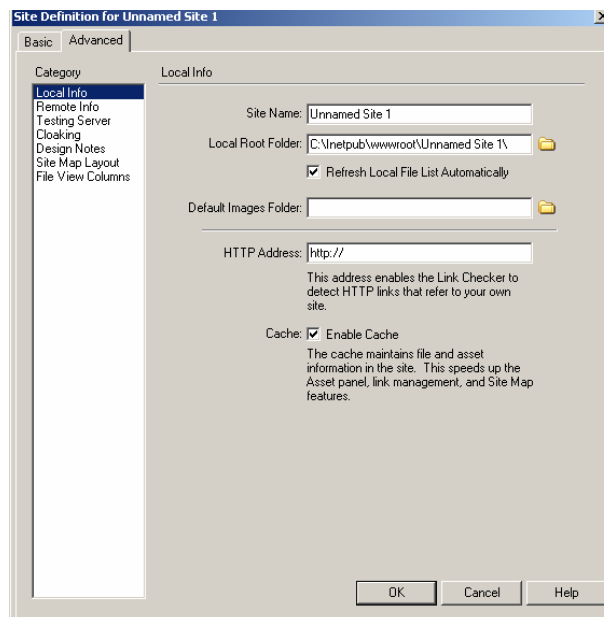 Site Definition for Unnamed Site 1
Basic
Advanced
Category
Local Info
Remote Info
Testing Server
Cloaking
Design Notes
Site Map Layout
File View Columns
Local Info
Site Name: Unnamed Site 1
Local Root Folder: C:\Inetpub\wwwroot\Unnamed Site 1\
Refresh Local File List Automatically
Default Images Folder:
HTTP Address: http://
This address enables the Link Checker to
detect HTTP links that refer to your own
site.
Cache: Enable Cache
The cache maintains file and asset
information in the site. This speeds up the
Asset panel, link management, and Site Map
features.
OK
Cancel
Help